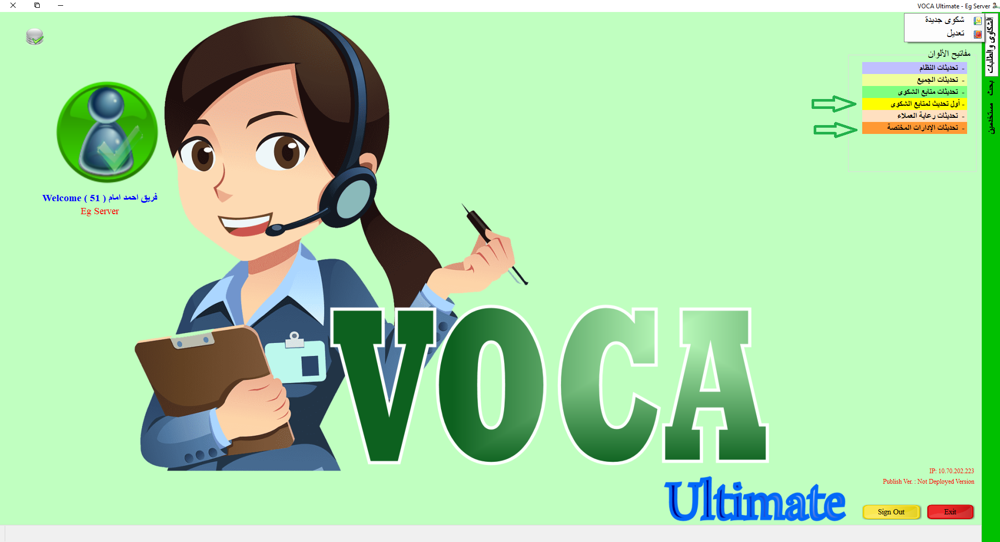 VOCA Ultimate - Eg Server
شكوى جديدة
تعديل
الشكاوى والطلبات
بحث
مستخدمين
مفاتيح الألوان
- تحديثات النظام
- تحديثات الجميع
- تحديثات متابع الشكوى
- أول تحديث لمتابع الشكوى
- تحديثات رعاية العملاء
- تحديثات الإدارات المختصة
Welcome ( 51 ) فريق احمد امام
Eg Server
VOCA
Ultimate
IP: 10.70.202.223
Publish Ver. : Not Deployed Version
Sign Out
Exit